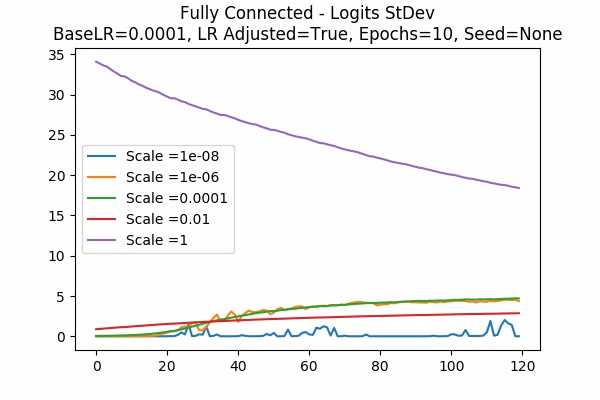 Fully Connected - Logits StDev
BaseLR=0.0001, LR Adjusted=True, Epochs=10, Seed=None
35
30
25
20
15
10
5
0
Scale =1e-08
Scale =1e-06
Scale =0.0001
Scale =0.01
Scale =1
0 20 40 60 80 100 120